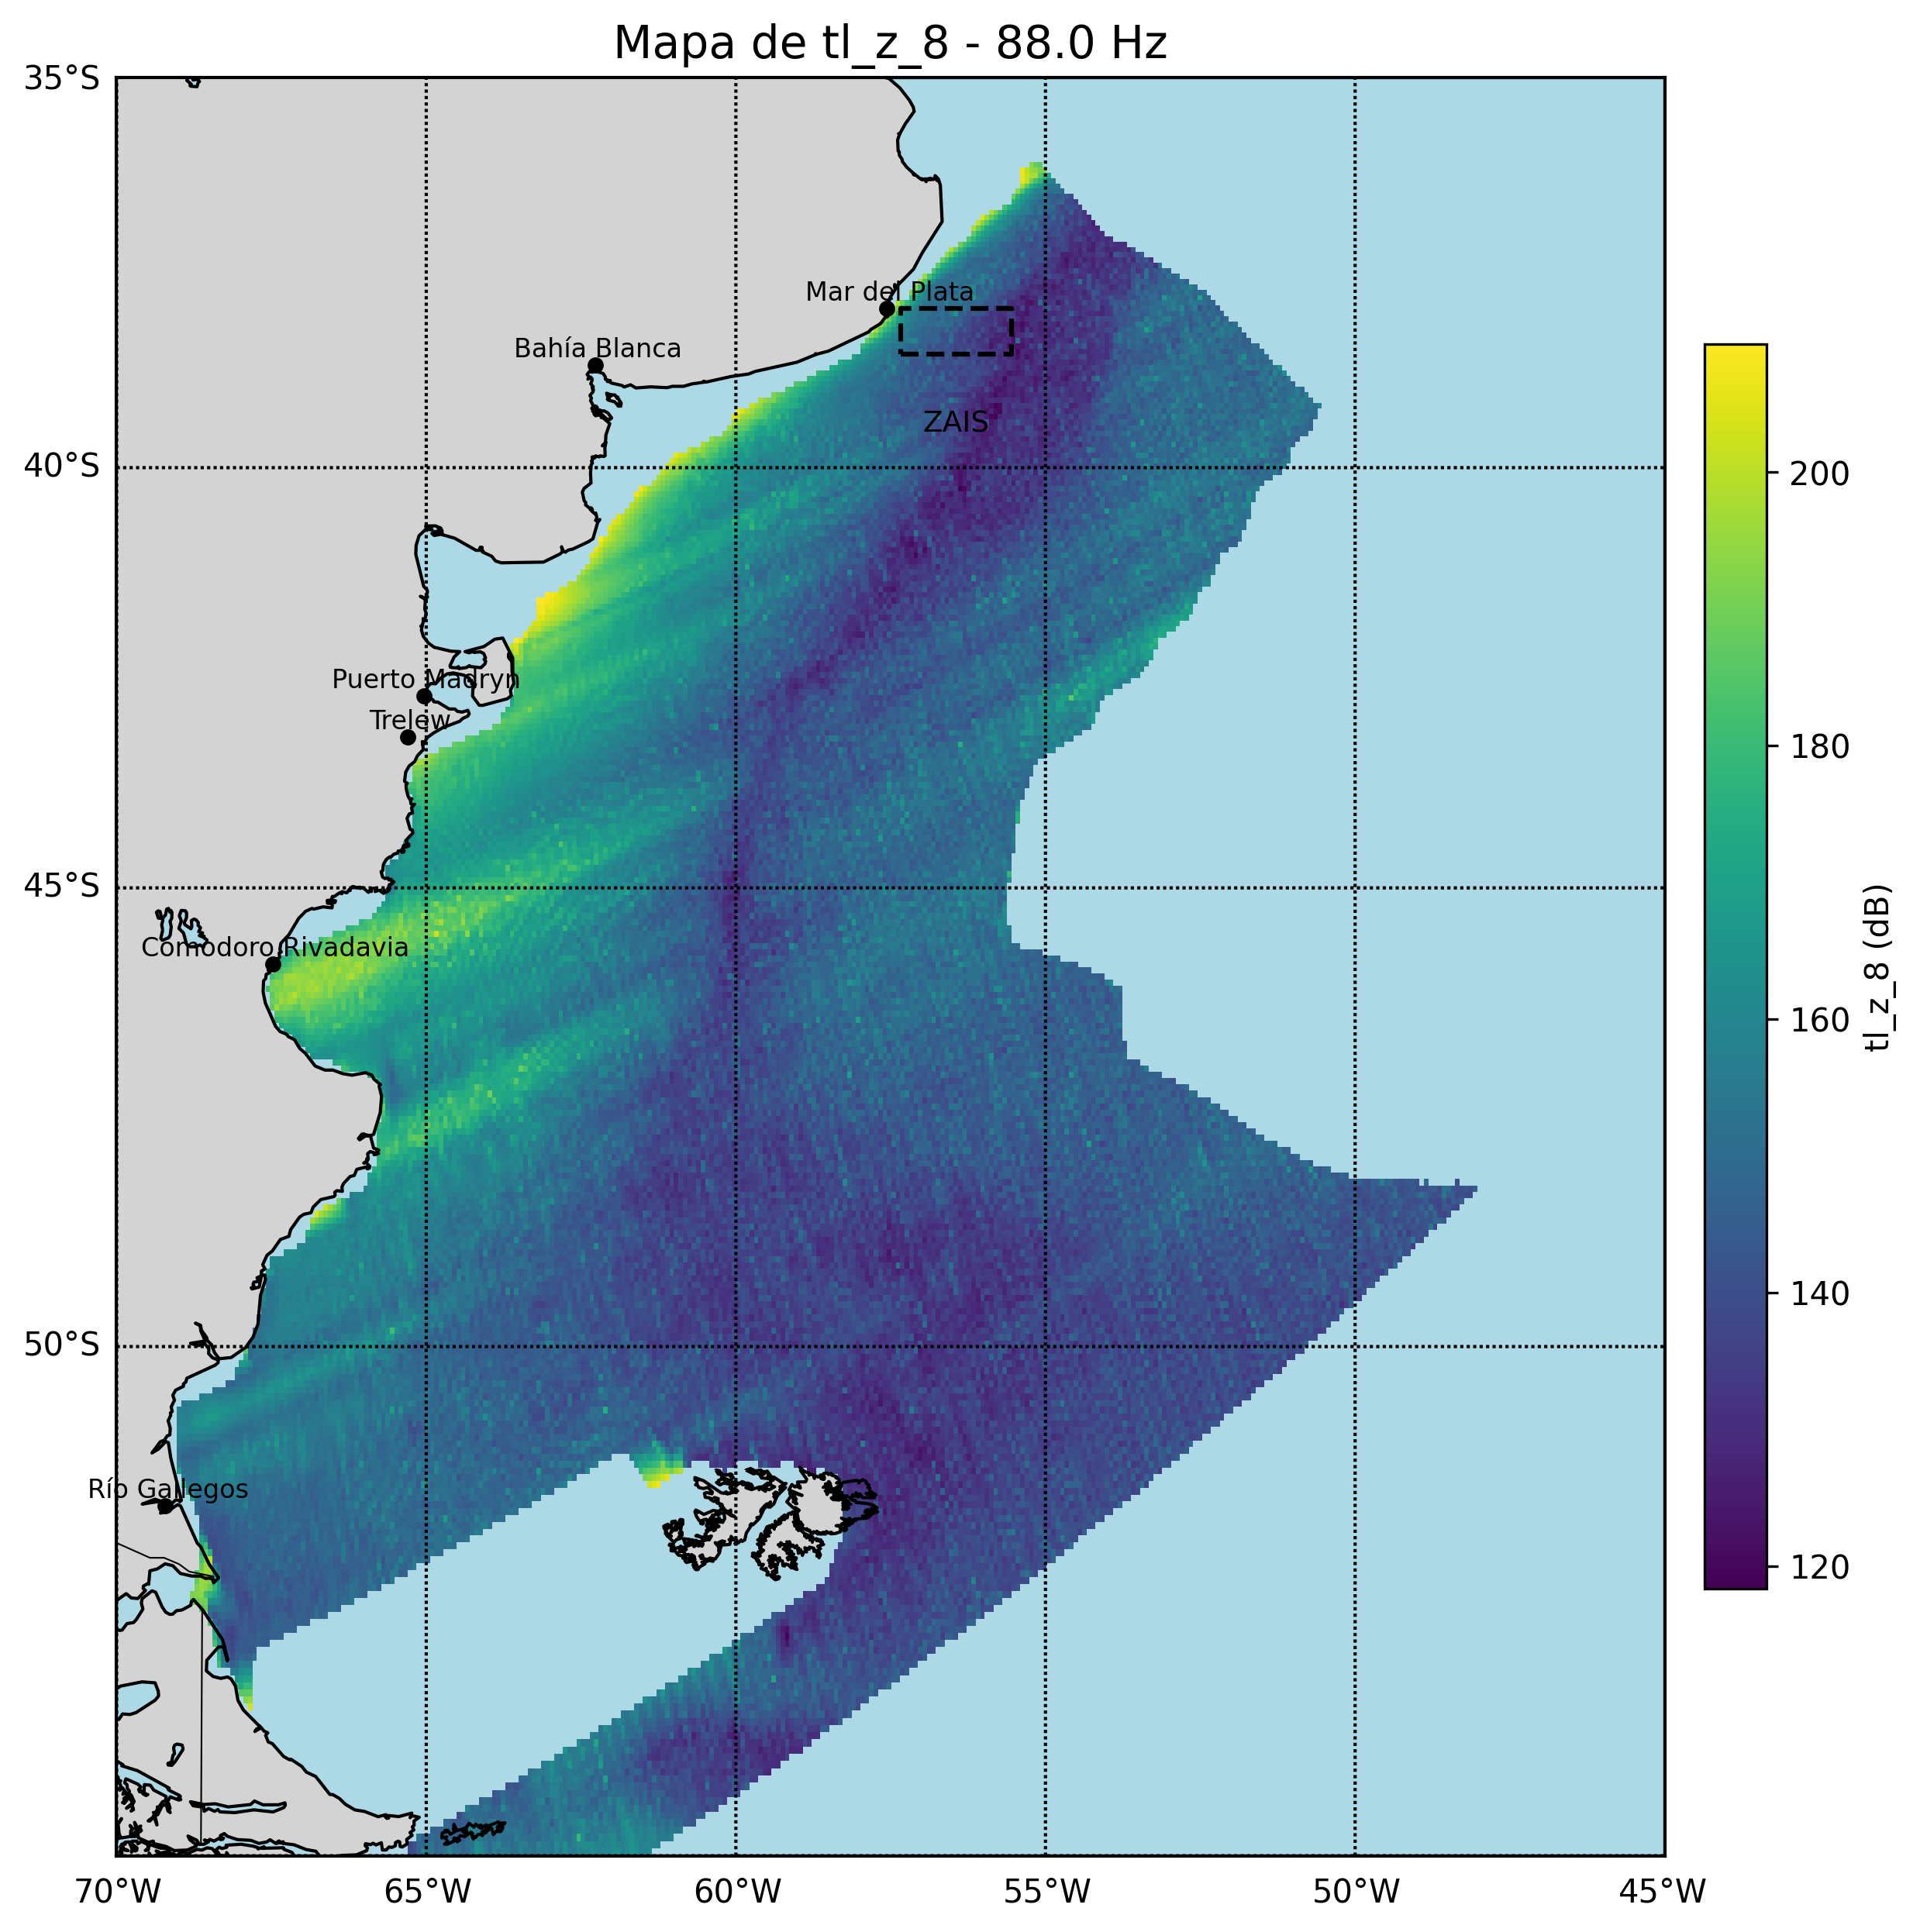 Mapa de tl_z_8 - 88.0 Hz
35°S
Mar del Plata
Bahía Blanca
ZAIS
40°S
200
Puerto Madryn
Trelew
180
45°S
Comodoro Rivadavia
160
tl_z_8 (dB)
140
50°S
Río Gallegos
120
70°W
65°W
60°W
55°W
50°W
45°W